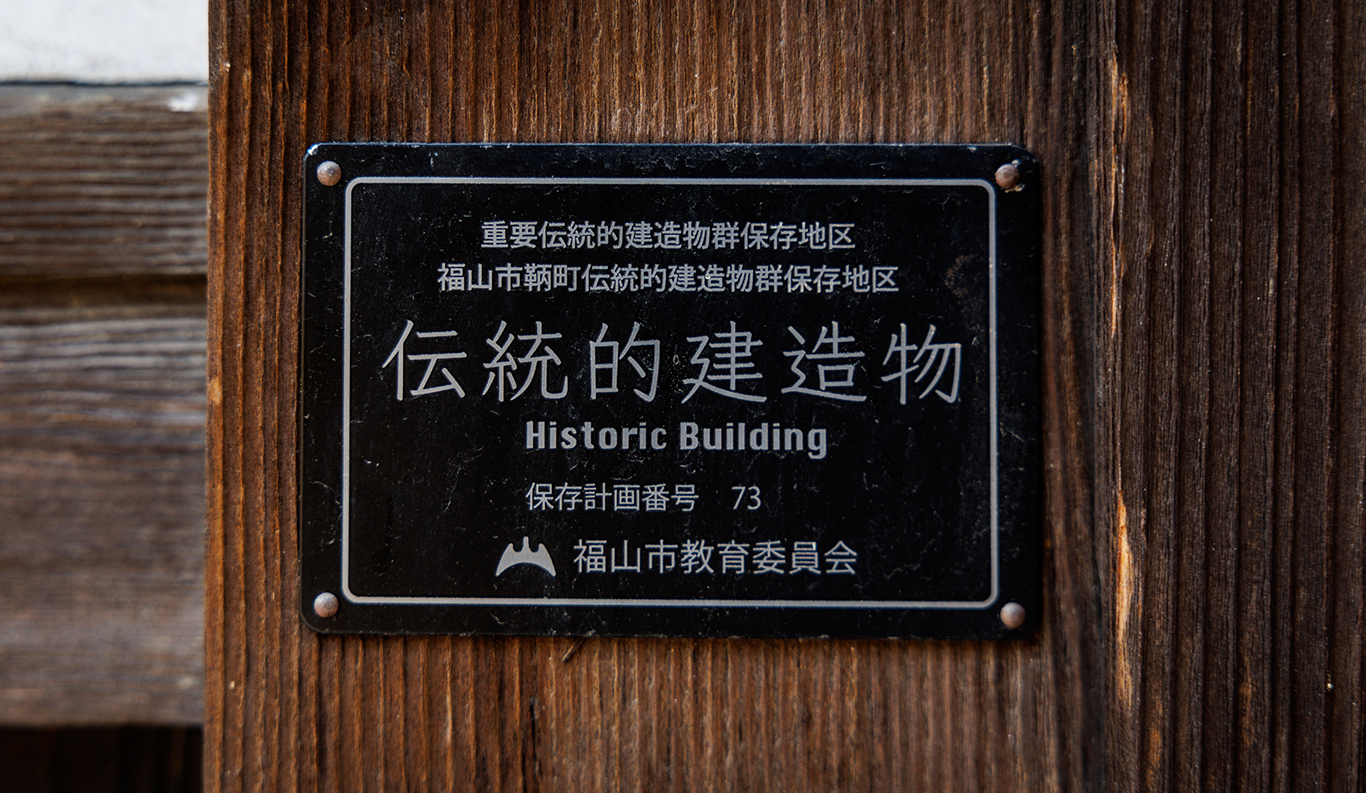 重要伝統的建造物群保存地区
福山市鞆町伝統的建造物群保存地区
伝統的建造物
Historic Building
保存計画番号　73
福山市教育委員会